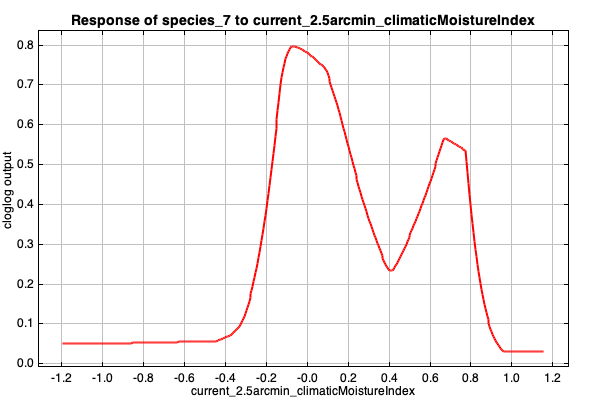 Response of species_7 to current_2.5arcmin_climaticMoistureIndex
cloglog output
0.8
0.7
0.6
0.5
0.4
0.3
0.2
0.1
0.0
-1.2 -1.0 -0.8 -0.6 -0.4 -0.2 -0.0 0.2 0.4 0.6 0.8 1.0 1.2
current_2.5arcmin_climaticMoistureIndex